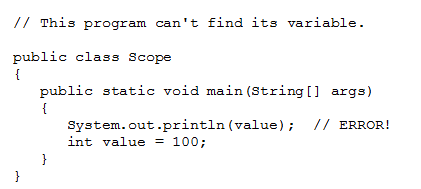 // This program can't find its variable.
public class Scope
{
public static void main(String[] args)
{
System.out.println(value); // ERROR!
int value = 100;
}
}